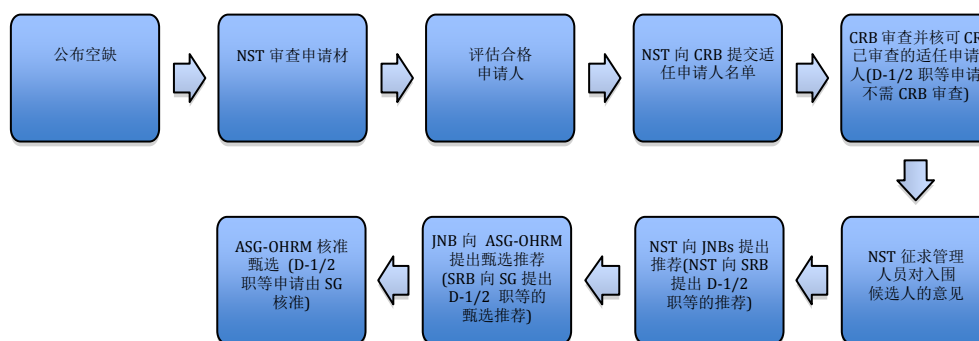 公布空缺
NST 审查申请材
评估合格
申请人
NST 向 CRB 提交适
任申请人名单
CRB 审查并核可 CR
已审查的适任申请
人(D-1/2 职等申请
不需 CRB 审查)
NST 征求管理
人员对入围
候选人的意见
NST 向 JNBs 提出
推荐(NST 向 SRB
提出 D-1/2
职等的推荐)
JNB 向 ASG-OHRM
提出甄选推荐
(SRB 向 SG 提出
D-1/2 职等的
甄选推荐)
ASG-OHRM 核准
甄选 (D-1/2
职等申请由 SG
核准)